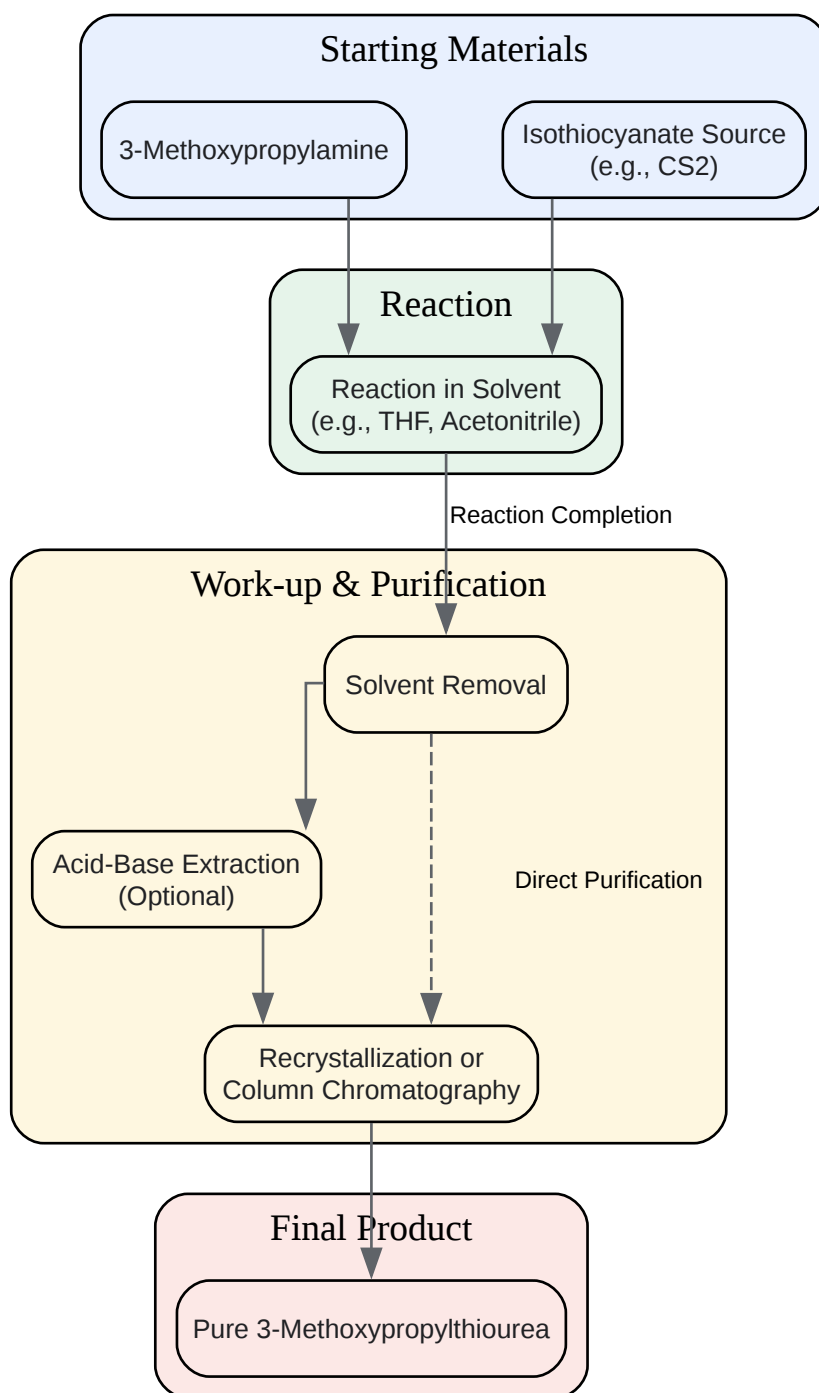 Starting Materials
3-Methoxypropylamine
Isothiocyanate Source
(e.g., CS2)
Reaction
Reaction in Solvent
(e.g., THF, Acetonitrile)
Reaction Completion
Work-up & Purification
Solvent Removal
Acid-Base Extraction
(Optional)
Direct Purification
Recrystallization or
Column Chromatography
Final Product
Pure 3-Methoxypropylthiourea